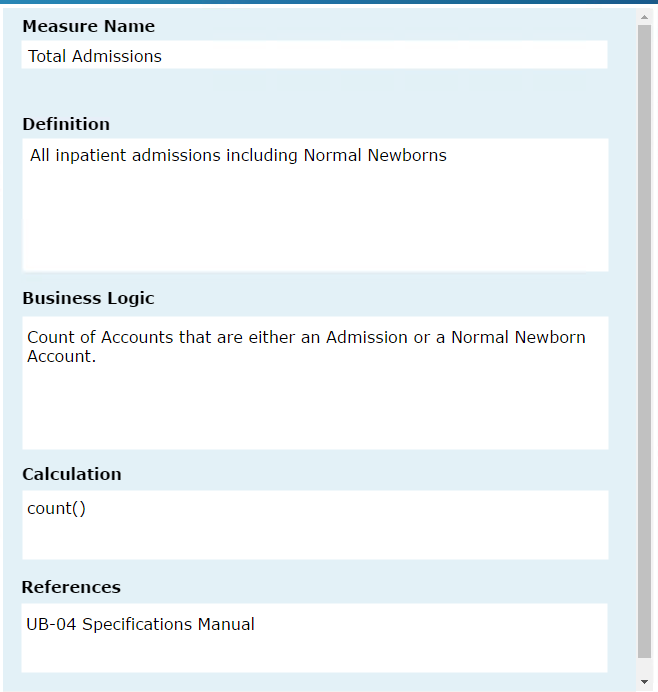 Measure Name
Total Admissions
Definition
All inpatient admissions including Normal Newborns
Business Logic
Count of Accounts that are either an Admission or a Normal Newborn
Account.
Calculation
count()
References
UB-04 Specifications Manual